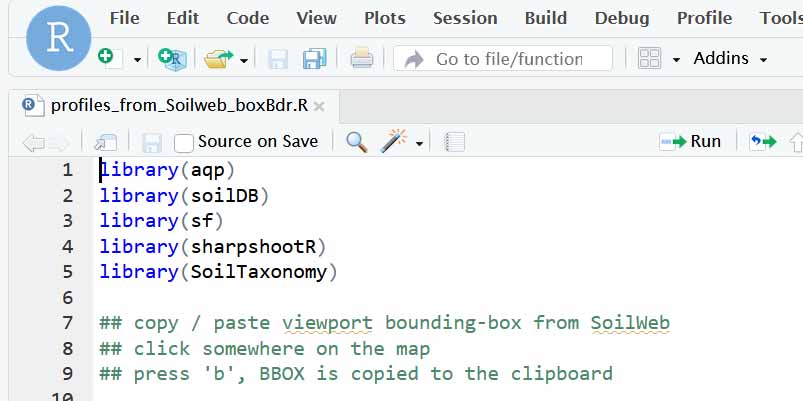 R File Edit Code View Plots Session Build Debug Profile Tools
Go to file/function Addins
R profiles_from_Soilweb_boxBdr.R
Source on Save Run
1 library(aqp)
2 library(soilDB)
3 library(sf)
4 library(sharpshootR)
5 library(SoilTaxonomy)
6
7 ## copy / paste viewport bounding-box from SoilWeb
8 ## click somewhere on the map
9 ## press 'b', BBOX is copied to the clipboard
10